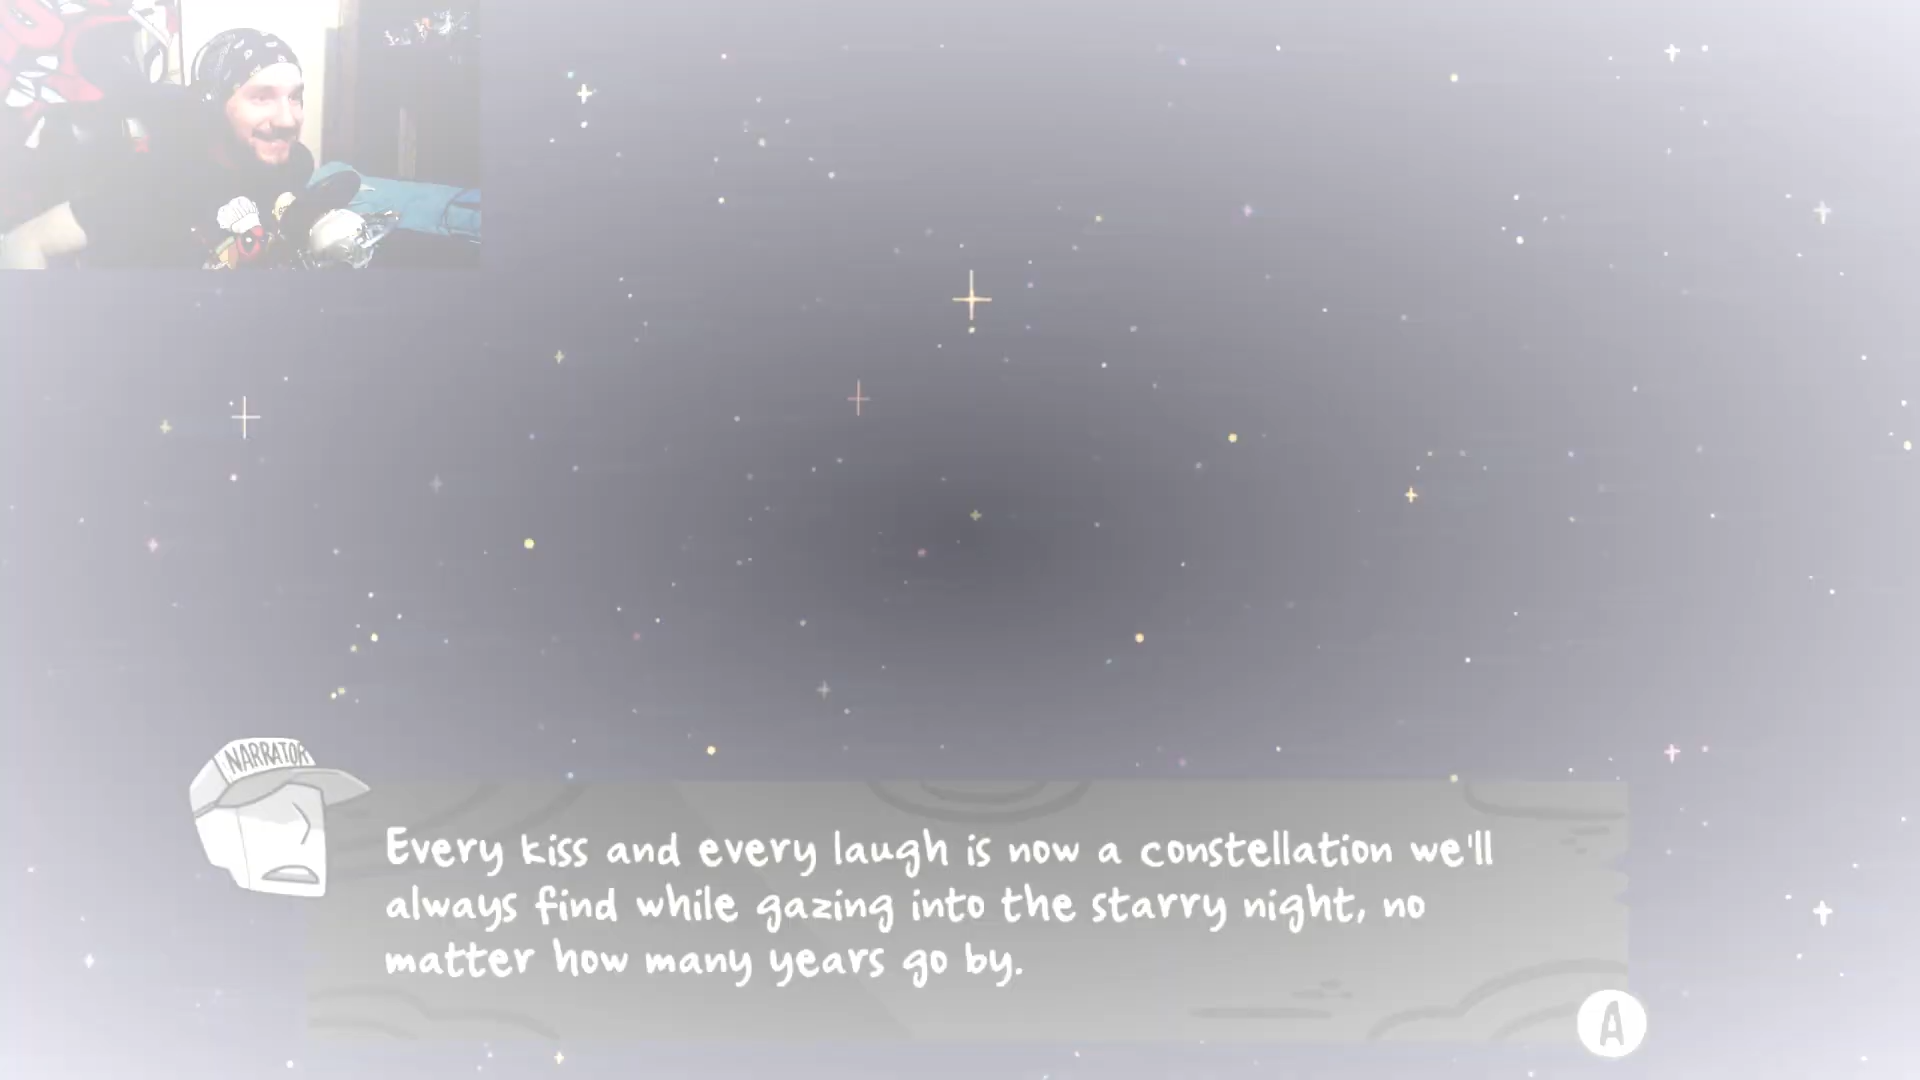 NARRATOR
Every kiss and every laugh is now a constellation we'll
always find while gazing into the starry night, no
matter how many years go by.
A